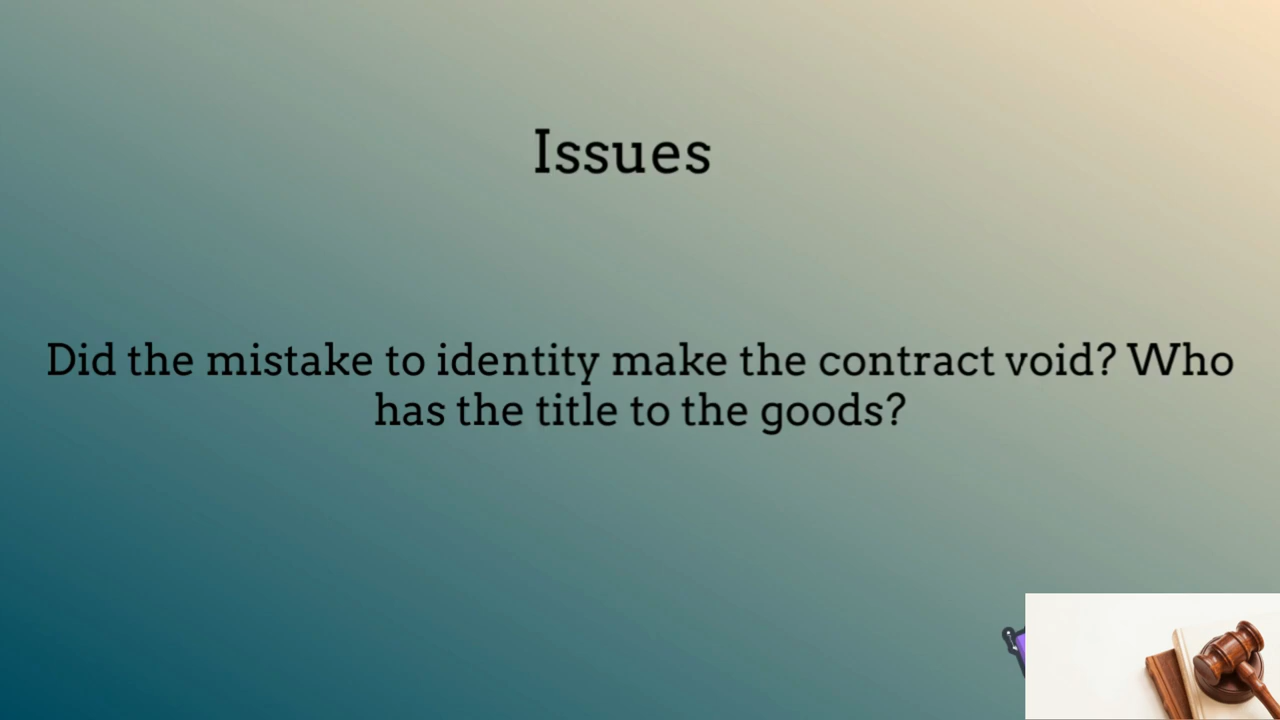 Issues
Did the mistake to identity make the contract void? Who
has the title to the goods?